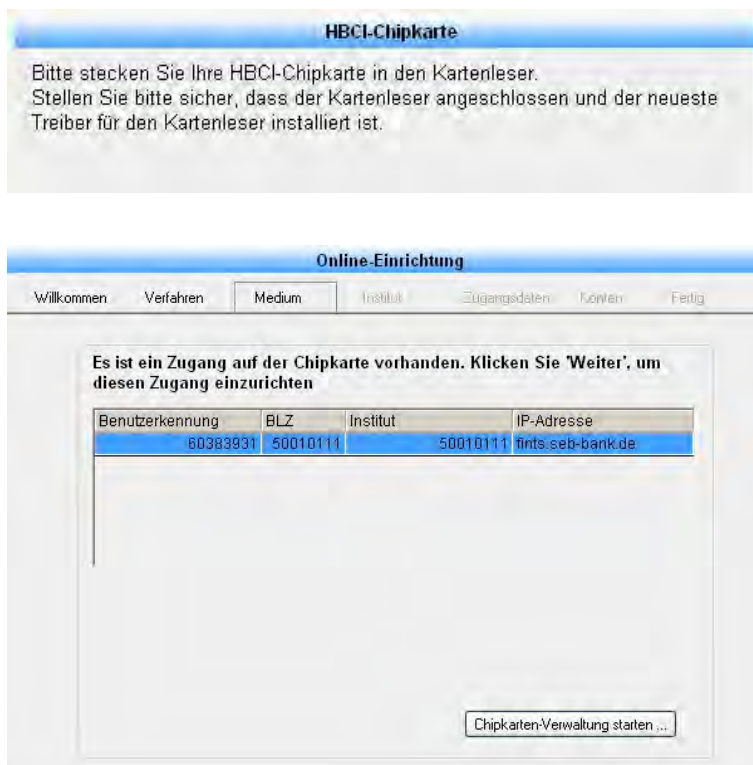 HBCI-Chipkarte
Bitte stecken Sie Ihre HBCI-Chipkarte in den Kartenleser.
Stellen Sie bitte sicher, dass der Kartenleser angeschlossen und der neueste
Treiber für den Kartenleser installiert ist.
Online-Einrichtung
Willkommen Verfahren Medium Institut Zugangsdaten Konten Fertig
Es ist ein Zugang auf der Chipkarte vorhanden. Klicken Sie 'Weiter', um
diesen Zugang einzurichten
Benutzerkennung BLZ Institut IP-Adresse
60383931 50010111 50010111 fints.seb-bank.de
Chipkarten-Verwaltung starten ...